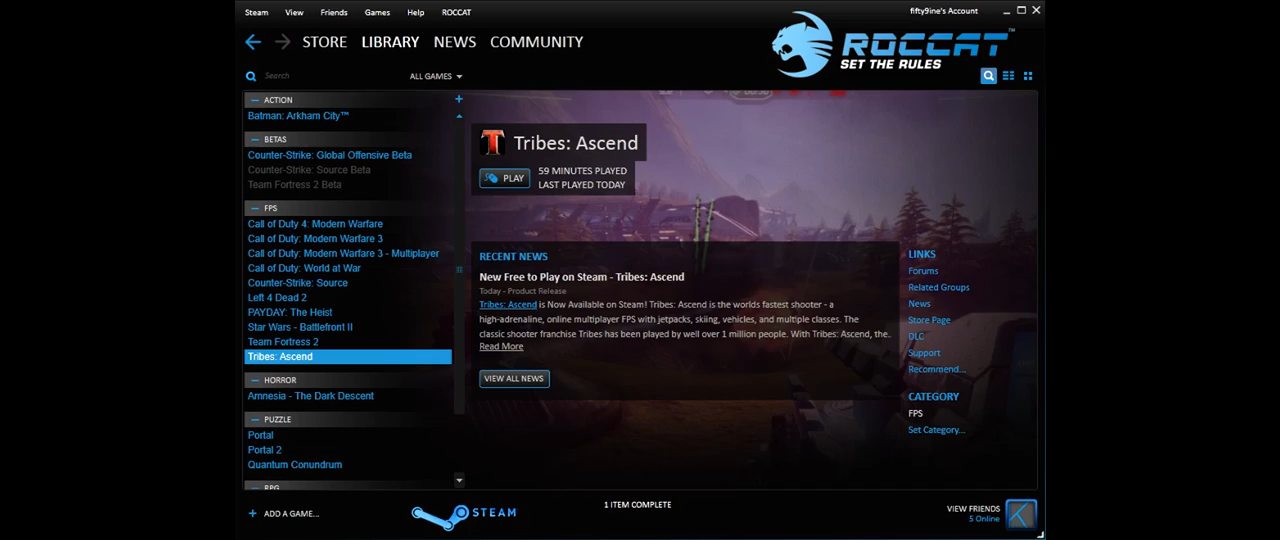 Steam View Friends Games Help ROCCAT
fifty9ine's Account
STORE LIBRARY NEWS COMMUNITY
ROCCAT™
SET THE RULES
Search
ALL GAMES
ACTION
Batman: Arkham City™
BETAS
Counter-Strike: Global Offensive Beta
Counter-Strike: Source Beta
Team Fortress 2 Beta
FPS
Call of Duty 4: Modern Warfare
Call of Duty: Modern Warfare 3
Call of Duty: Modern Warfare 3 - Multiplayer
Call of Duty: World at War
Counter-Strike: Source
Left 4 Dead 2
PAYDAY: The Heist
Star Wars - Battlefront II
Team Fortress 2
Tribes: Ascend
HORROR
Amnesia - The Dark Descent
PUZZLE
Portal
Portal 2
Quantum Conundrum
RPG
ADD A GAME...
Tribes: Ascend
PLAY
59 MINUTES PLAYED
LAST PLAYED TODAY
RECENT NEWS
New Free to Play on Steam - Tribes: Ascend
Today - Product Release
Tribes: Ascend is Now Available on Steam! Tribes: Ascend is the worlds fastest shooter - a
high-adrenaline, online multiplayer FPS with jetpacks, skiing, vehicles, and multiple classes. The
classic shooter franchise Tribes has been played by well over 1 million people. With Tribes: Ascend, the..
Read More
VIEW ALL NEWS
LINKS
Forums
Related Groups
News
Store Page
DLC
Support
Recommend...
CATEGORY
FPS
Set Category...
STEAM
1 ITEM COMPLETE
VIEW FRIENDS
5 Online